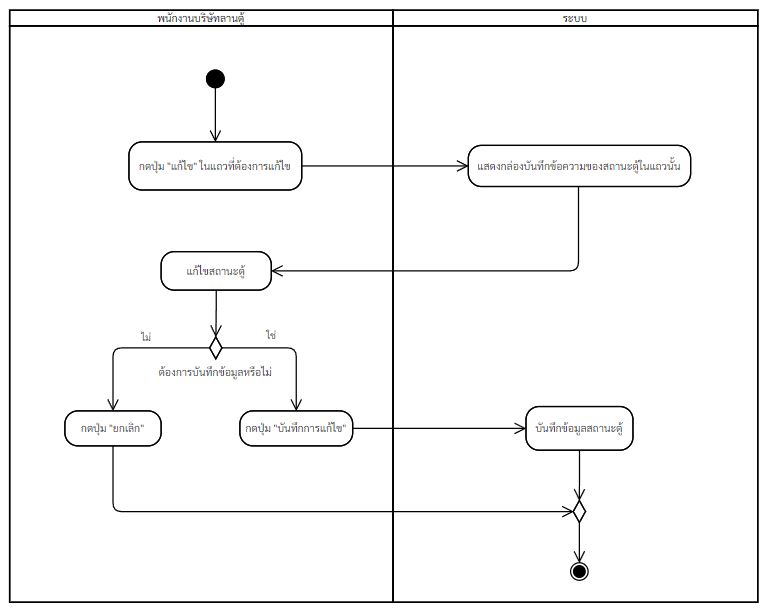 พนักงานบริษัทลานตู้
ระบบ
กดปุ่ม "แก้ไข" ในแถวที่ต้องการแก้ไข
แสดงกล่องบันทึกข้อความของสถานะตู้ในแถวนั้น
แก้ไขสถานะตู้
ไม่
ใช่
ต้องการบันทึกข้อมูลหรือไม่
กดปุ่ม "ยกเลิก"
กดปุ่ม "บันทึกการแก้ไข"
บันทึกข้อมูลสถานะตู้